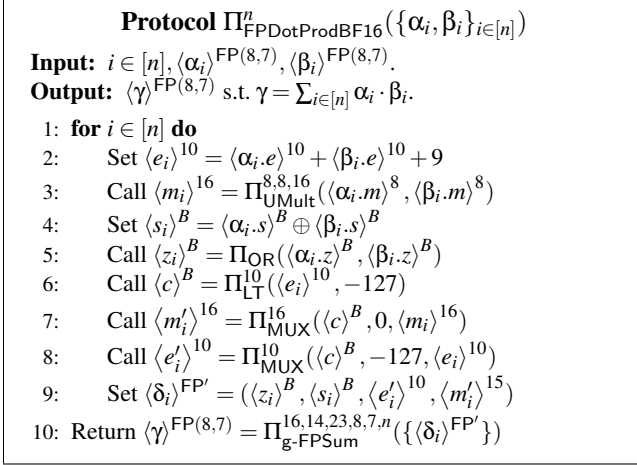 Protocol Π^n_FPDotProdBF16({α_i, β_i}_{i∈[n]})
Input: i ∈ [n], ⟨α_i⟩^FP(8,7), ⟨β_i⟩^FP(8,7).
Output: ⟨γ⟩^FP(8,7) s.t. γ = ∑_{i∈[n]} α_i · β_i.
1: for i ∈ [n] do
2: Set ⟨e_i⟩^10 = ⟨α_i.e⟩^10 + ⟨β_i.e⟩^10 + 9
3: Call ⟨m_i⟩^16 = Π^{8,8,16}_UMult(⟨α_i.m⟩^8, ⟨β_i.m⟩^8)
4: Set ⟨s_i⟩^B = ⟨α_i.s⟩^B ⊕ ⟨β_i.s⟩^B
5: Call ⟨z_i⟩^B = Π_OR(⟨α_i.z⟩^B, ⟨β_i.z⟩^B)
6: Call ⟨c⟩^B = Π^10_LT(⟨e_i⟩^10, −127)
7: Call ⟨m′_i⟩^16 = Π^16_MUX(⟨c⟩^B, 0, ⟨m_i⟩^16)
8: Call ⟨e′_i⟩^10 = Π^10_MUX(⟨c⟩^B, −127, ⟨e_i⟩^10)
9: Set ⟨δ_i⟩^FP′ = (⟨z_i⟩^B, ⟨s_i⟩^B, ⟨e′_i⟩^10, ⟨m′_i⟩^15)
10: Return ⟨γ⟩^FP(8,7) = Π^{16,14,23,8,7,n}_g-FPSum({⟨δ_i⟩^FP′})